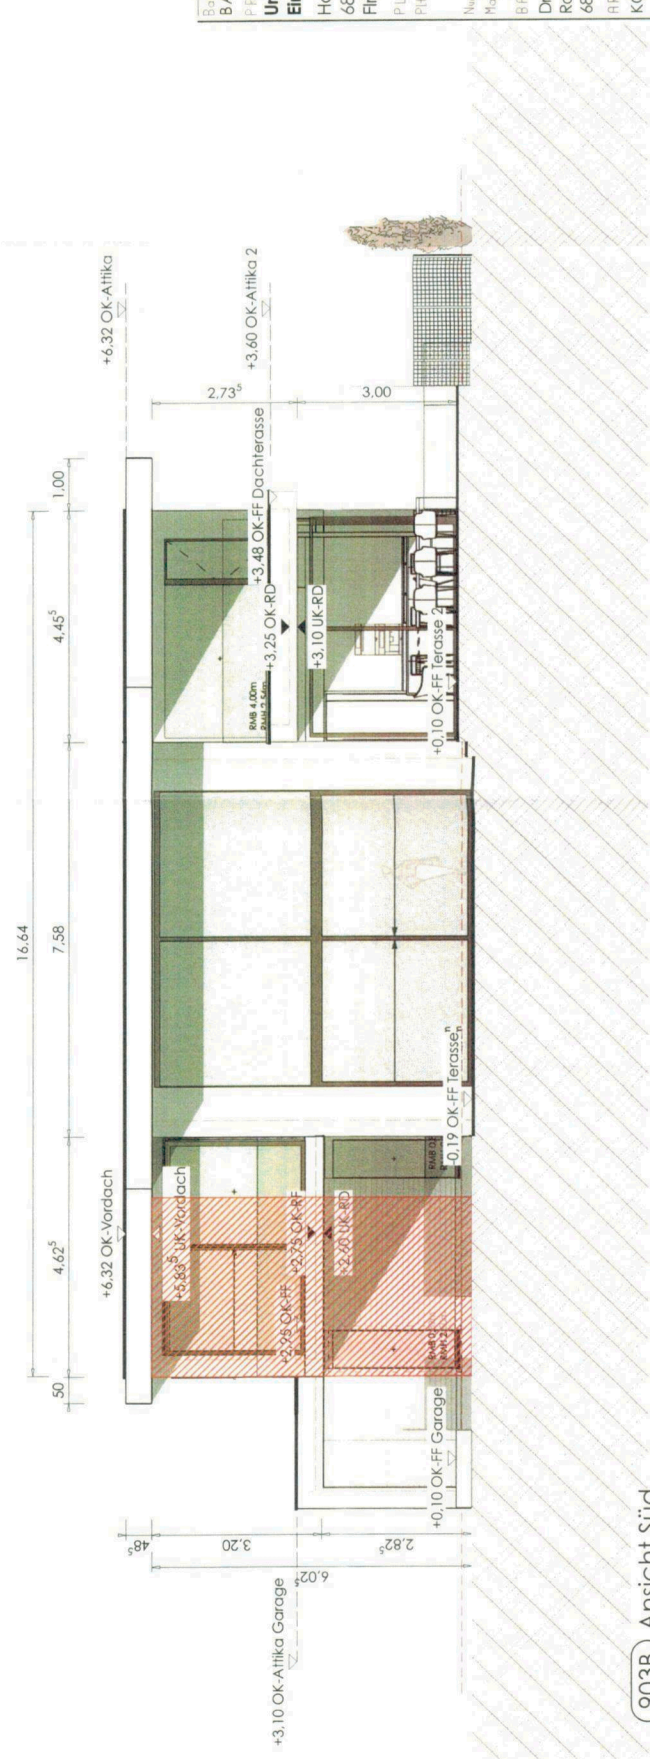 16.64
50
4.62⁵
7.58
4.45⁵
1.00
+6,32 OK-Vordach
+6,32 OK-Attika
+5,83⁵ UK-Vordach
2.73⁵
3.00
+3,60 OK-Attika 2
+3,48 OK-FF Dachterasse
+3,25 OK-RD
+3,10 UK-RD
RMB 4,00m
+2,95 OK-FF
+2,75 OK-RF
+2,60 UK-RD
48⁵
3,20
2,82⁵
6,02⁵
+3,10 OK-Attika Garage
+0,10 OK-FF Garage
-0,19 OK-FF Terasse
+0,10 OK-FF Terasse 2
903B Ansicht Süd